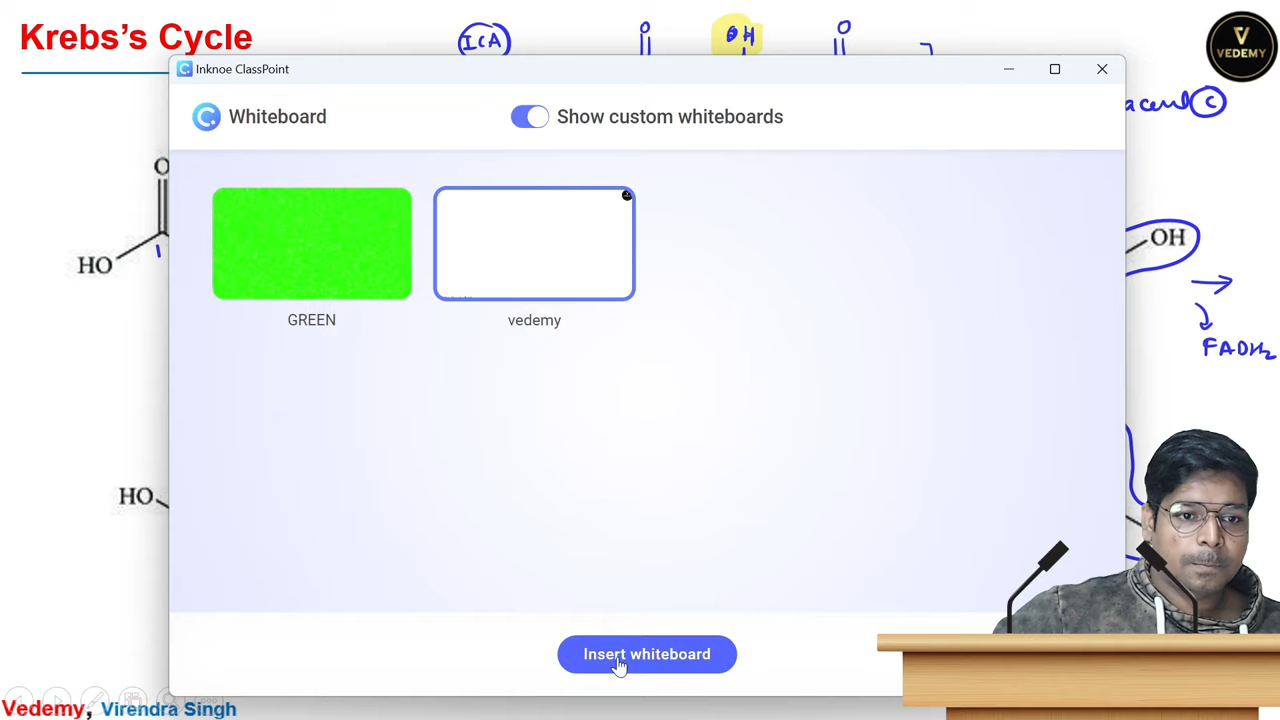 Krebs's Cycle
ICA
O
OH
O
VEDEMY
Inknoe ClassPoint
C
Whiteboard
Show custom whiteboards
O
HO
OH
GREEN
vedemy
FADH2
HO
Insert whiteboard
Vedemy, Virendra Singh